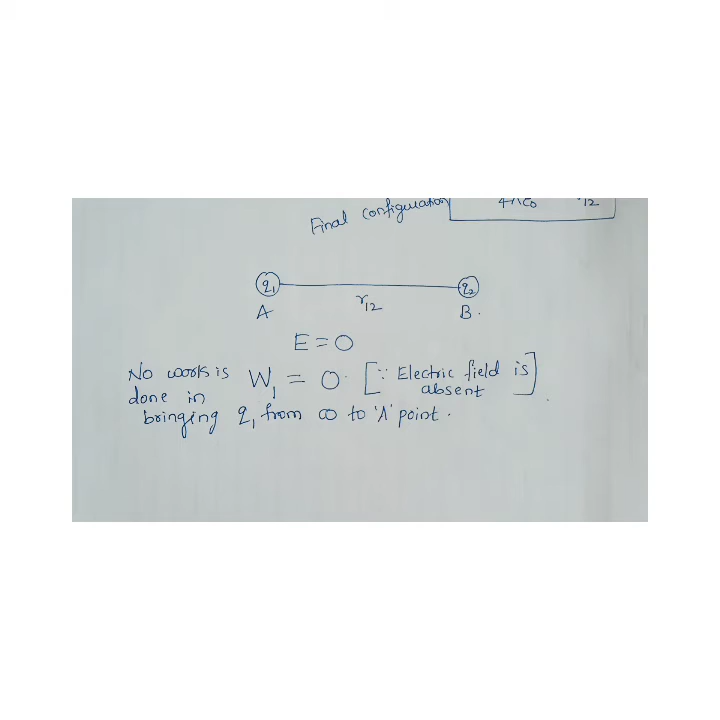 Final configuration
q1 q2
r12
A B.
E = 0
No work is W1 = 0. [∵ Electric field is]
done in absent
bringing q1 from ∞ to 'A' point.